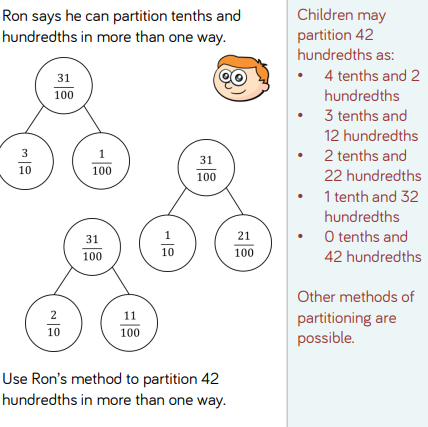 Ron says he can partition tenths and
hundredths in more than one way.
31
100
3
10
1
100
31
100
1
10
21
100
31
100
2
10
11
100
Use Ron's method to partition 42
hundredths in more than one way.
Children may
partition 42
hundredths as:
• 4 tenths and 2
hundredths
• 3 tenths and
12 hundredths
• 2 tenths and
22 hundredths
• 1 tenth and 32
hundredths
• 0 tenths and
42 hundredths
Other methods of
partitioning are
possible.